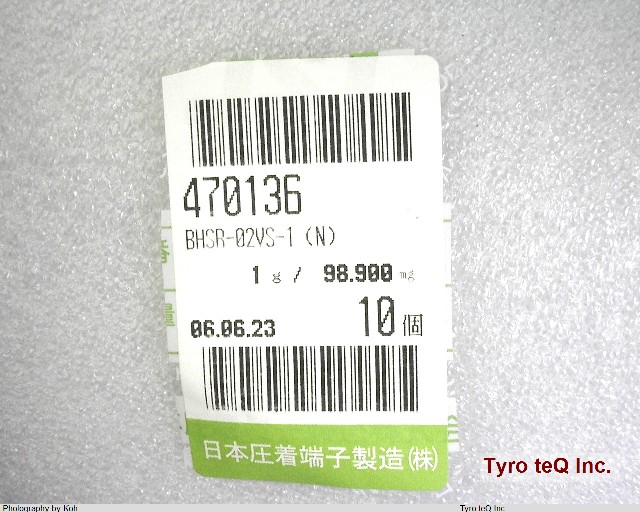 470136
BHSR-02VS-1 (N)
1 g / 98.900 mg
06.06.23 10個
日本圧着端子製造(株)
Tyro teQ Inc.
Photography by Koh Tyro teQ Inc